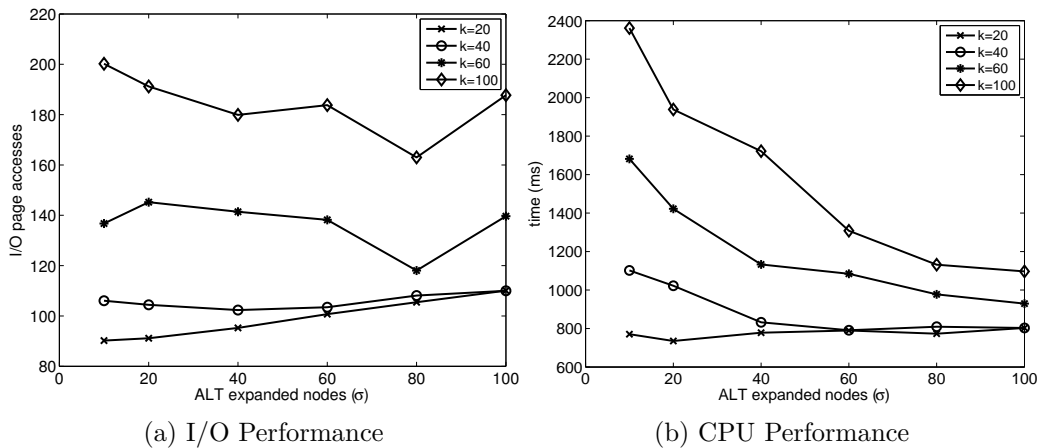 220
200
180
160
140
120
100
80
0 20 40 60 80 100
I/O page accesses
ALT expanded nodes (σ)
k=20
k=40
k=60
k=100
(a) I/O Performance
2400
2200
2000
1800
1600
1400
1200
1000
800
600
0 20 40 60 80 100
time (ms)
ALT expanded nodes (σ)
k=20
k=40
k=60
k=100
(b) CPU Performance